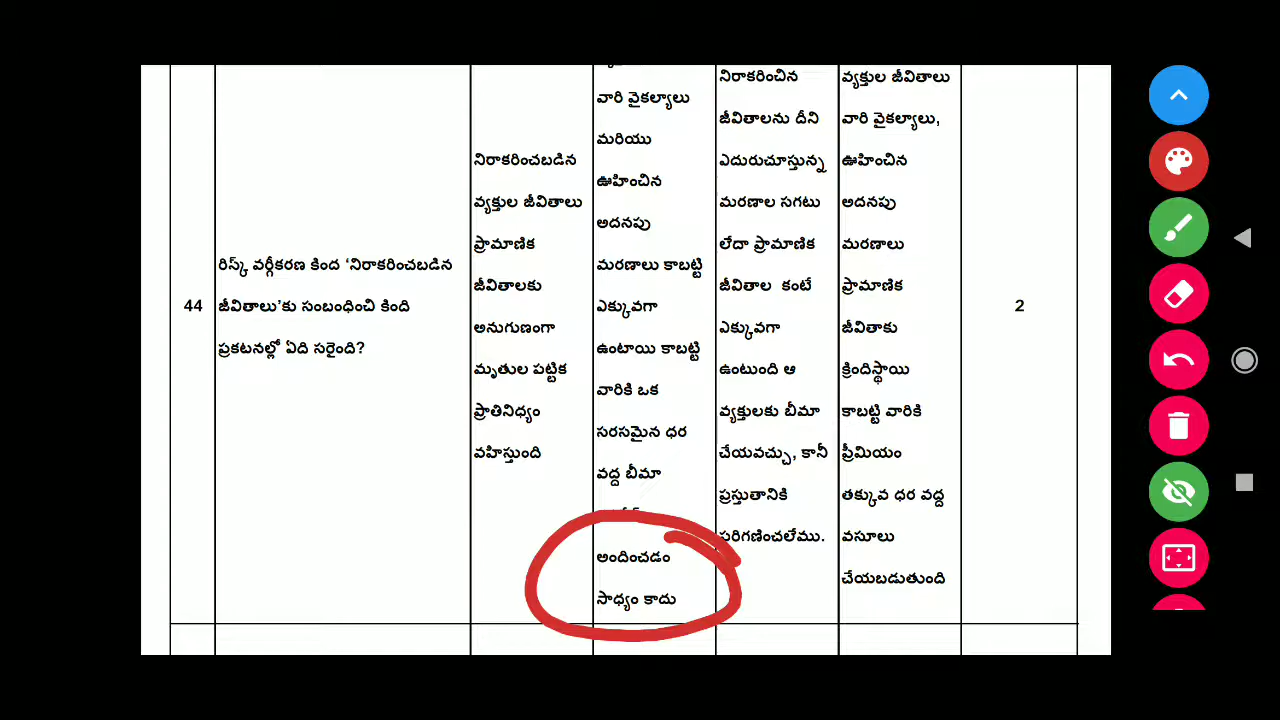 44
రిస్క్ వర్గీకరణ కింద ‘నిరాకరించబడిన
జీవితాలు’కు సంబంధించి కింది
ప్రకటనల్లో ఏది సరైంది?
నిరాకరించబడిన
వ్యక్తుల జీవితాలు
ప్రామాణిక
జీవితాలకు
అనుగుణంగా
మృతుల పట్టిక
ప్రాతినిధ్యం
వహిస్తుంది
వారి వైకల్యాలు
మరియు
ఊహించిన
అదనపు
మరణాలు కాబట్టి
ఎక్కువగా
ఉంటాయి కాబట్టి
వారికి ఒక
సరసమైన ధర
వద్ద బీమా
అందించడం
సాధ్యం కాదు
నిరాకరించిన
జీవితాలను దీని
ఎదురుచూస్తున్న
మరణాల సగటు
లేదా ప్రామాణిక
జీవితాల కంటే
ఎక్కువగా
ఉంటుంది ఆ
వ్యక్తులకు బీమా
చేయవచ్చు, కానీ
ప్రస్తుతానికి
పరిగణించలేము.
వ్యక్తుల జీవితాలు
వారి వైకల్యాలు,
ఊహించిన
అదనపు
మరణాలు
ప్రామాణిక
జీవితాకు
క్రిందిస్థాయి
కాబట్టి వారికి
ప్రీమియం
తక్కువ ధర వద్ద
వసూలు
చేయబడుతుంది
2